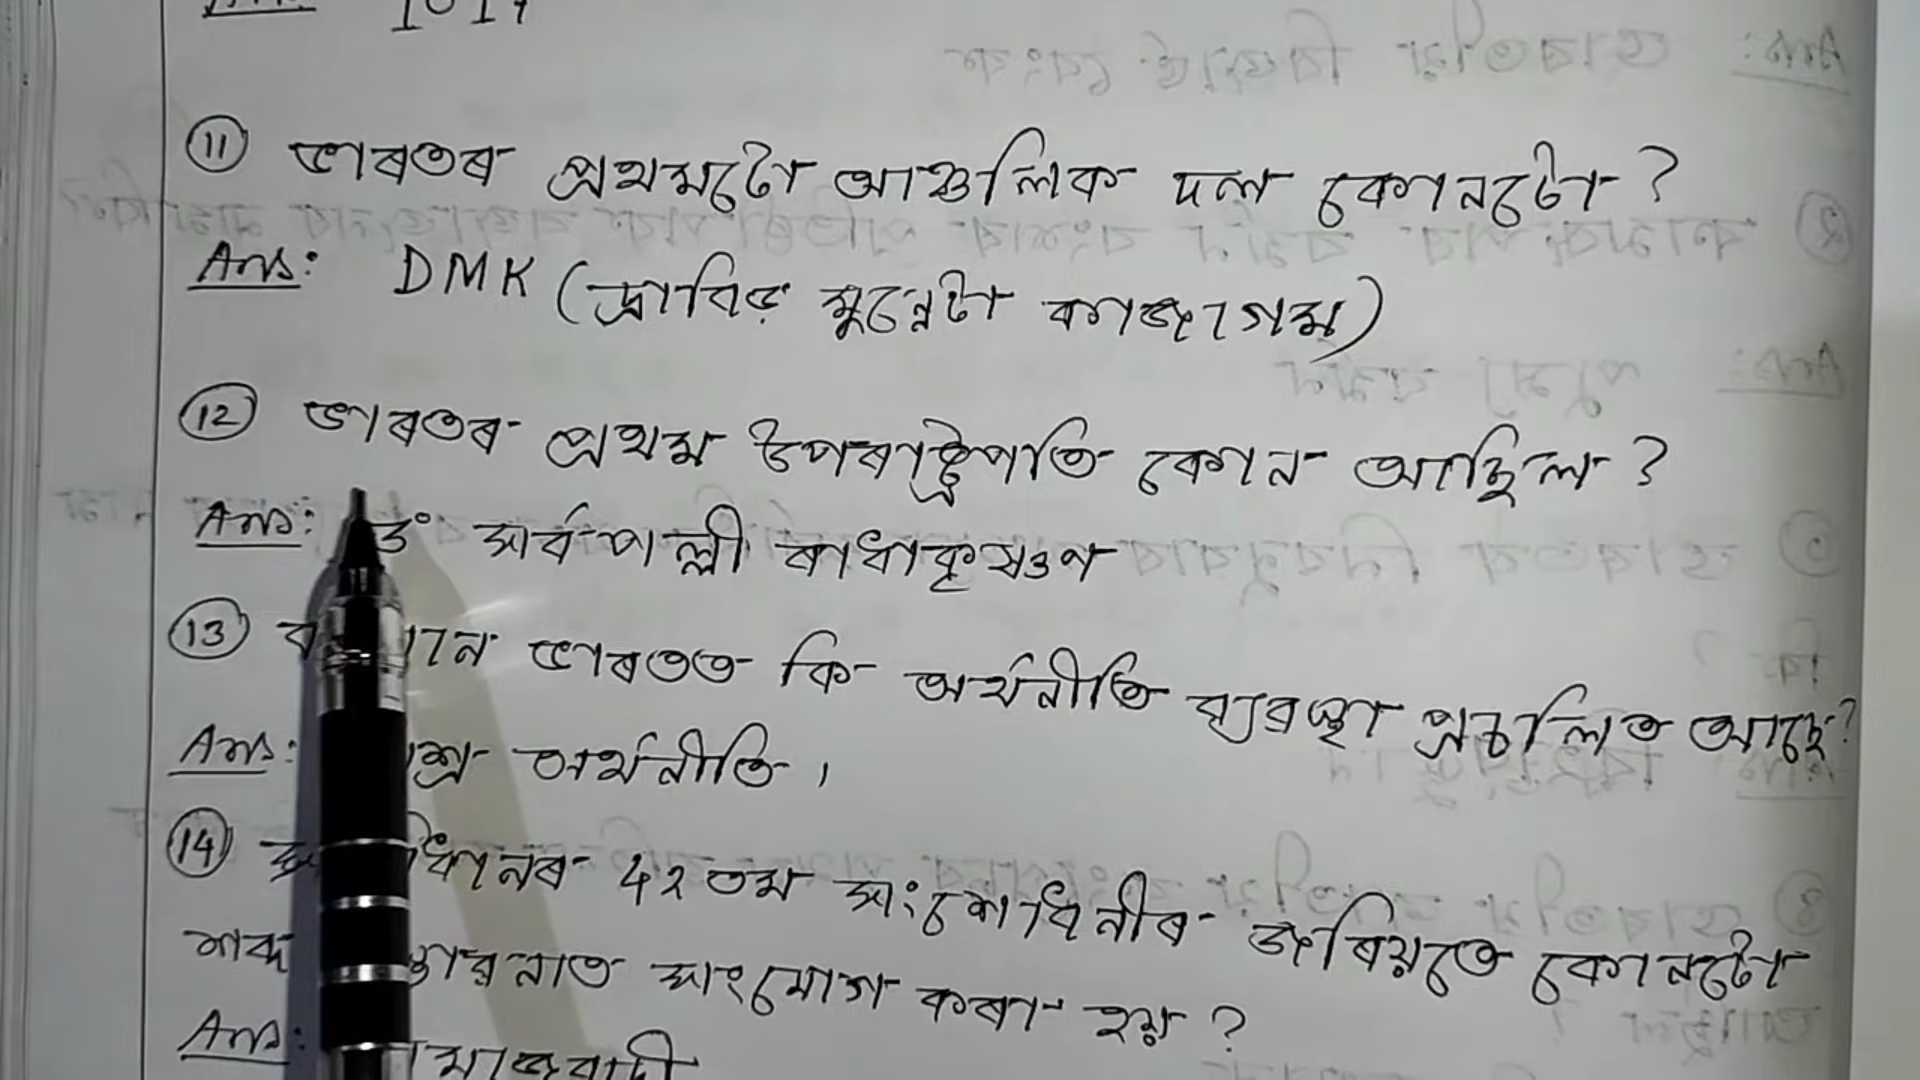 ⑪ ভাৰতৰ প্ৰথমটো আঞ্চলিক দল কোনটো?
Ans: DMK (দ্ৰাবিড় মুন্নেটা কাজাগেম)
⑫ ভাৰতৰ প্ৰথম উপৰাষ্ট্ৰপতি কোন আছিল?
Ans: ড° সৰ্বপাল্লী ৰাধাকৃষ্ণণ
⑬ ভাৰতত কি অৰ্থনীতি ব্যৱস্থা প্ৰচলিত আছে?
Ans: অৰ্থনীতি।
⑭ 42 তম সংশোধনীৰ জৰিয়তে কোনটো
শব্দ সংযোগ কৰা হয়?
Ans: